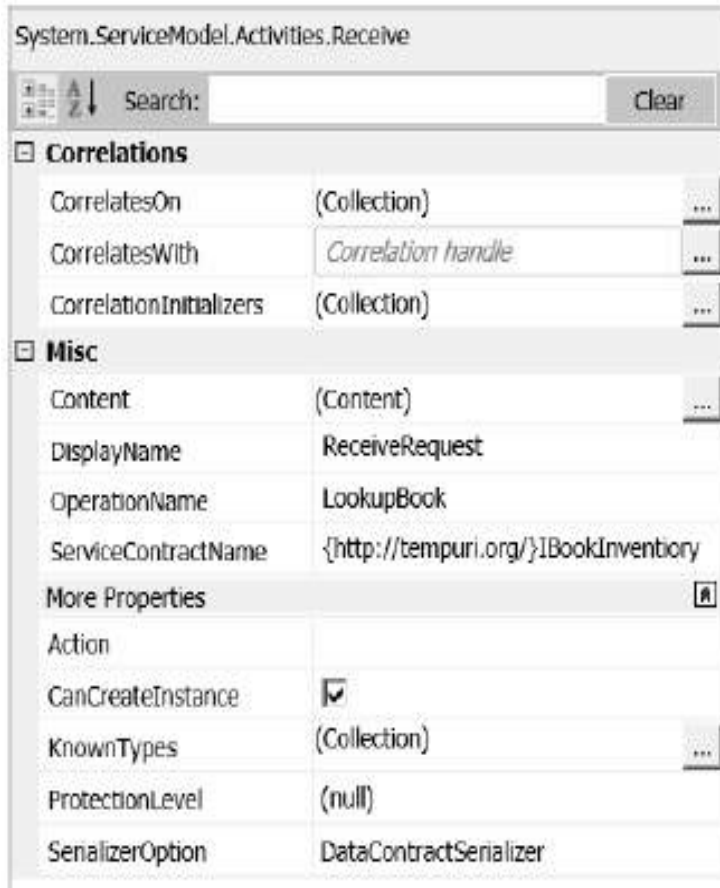 System.ServiceModel.Activities.Receive
Search: Clear
Correlations
CorrelatesOn (Collection) ...
CorrelatesWith Correlation handle ...
CorrelationInitializers (Collection) ...
Misc
Content (Content) ...
DisplayName ReceiveRequest
OperationName LookupBook
ServiceContractName {http://tempuri.org/}IBookInventiory
More Properties
Action
CanCreateInstance
KnownTypes (Collection) ...
ProtectionLevel (null)
SerializerOption DataContractSerializer